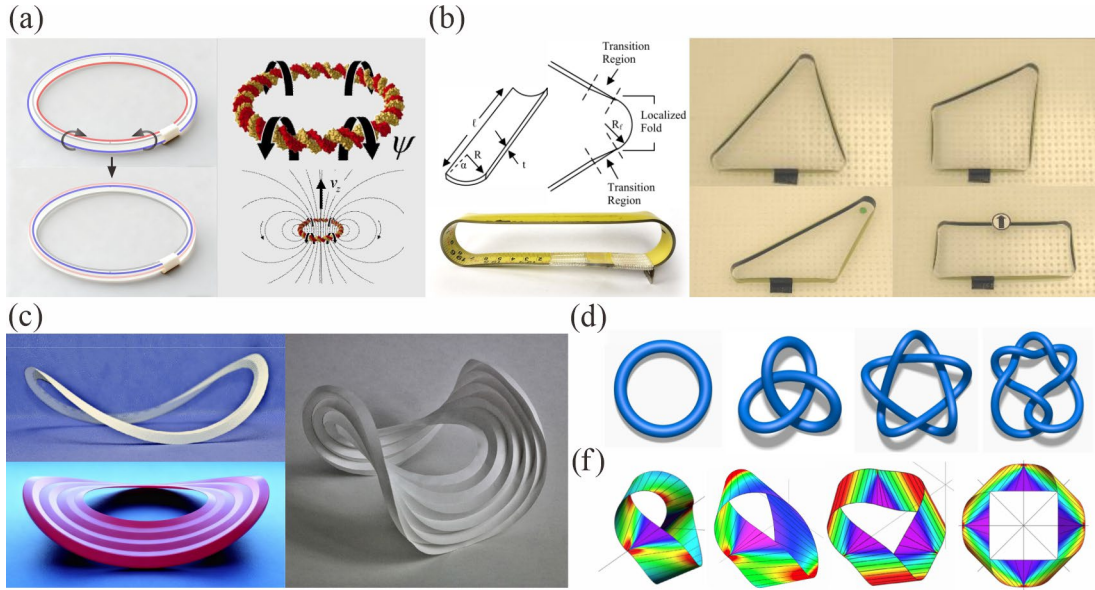 (a)
ψ
v_z
(b)
Transition
Region
Localized
Fold
ℓ
R
α
t
R_f
Transition
Region
(c)
(d)
(f)